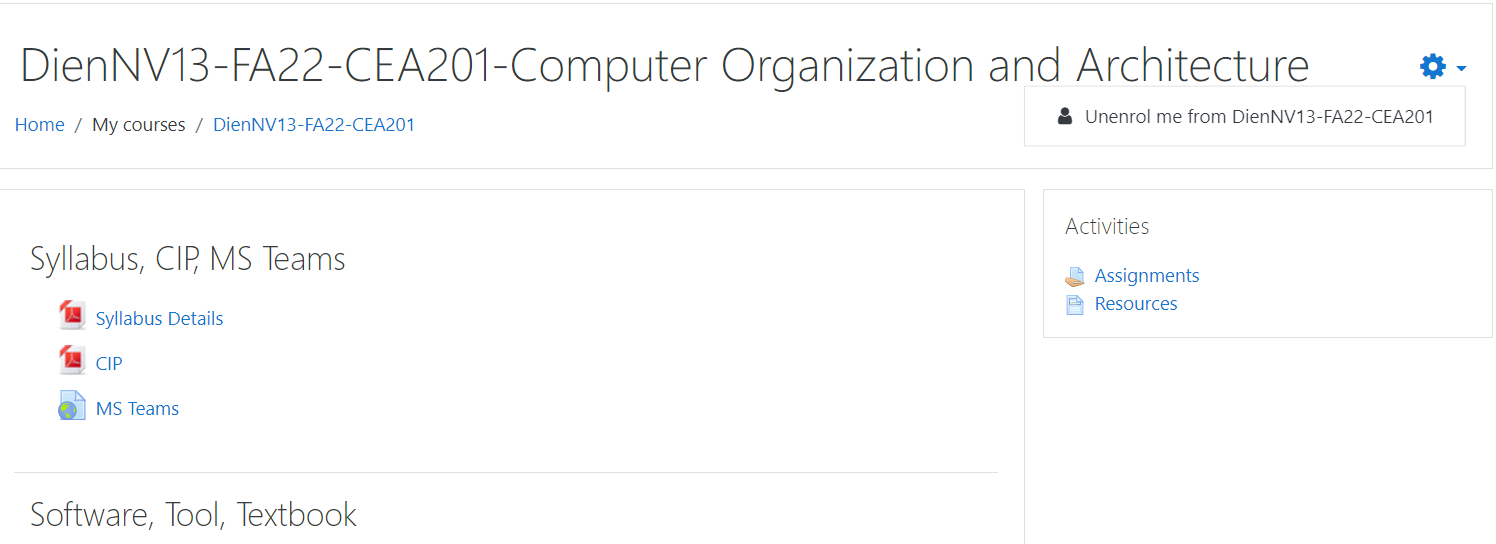 DienNV13-FA22-CEA201-Computer Organization and Architecture
Home / My courses / DienNV13-FA22-CEA201
Unenrol me from DienNV13-FA22-CEA201
Syllabus, CIP, MS Teams
Syllabus Details
CIP
MS Teams
Software, Tool, Textbook
Activities
Assignments
Resources